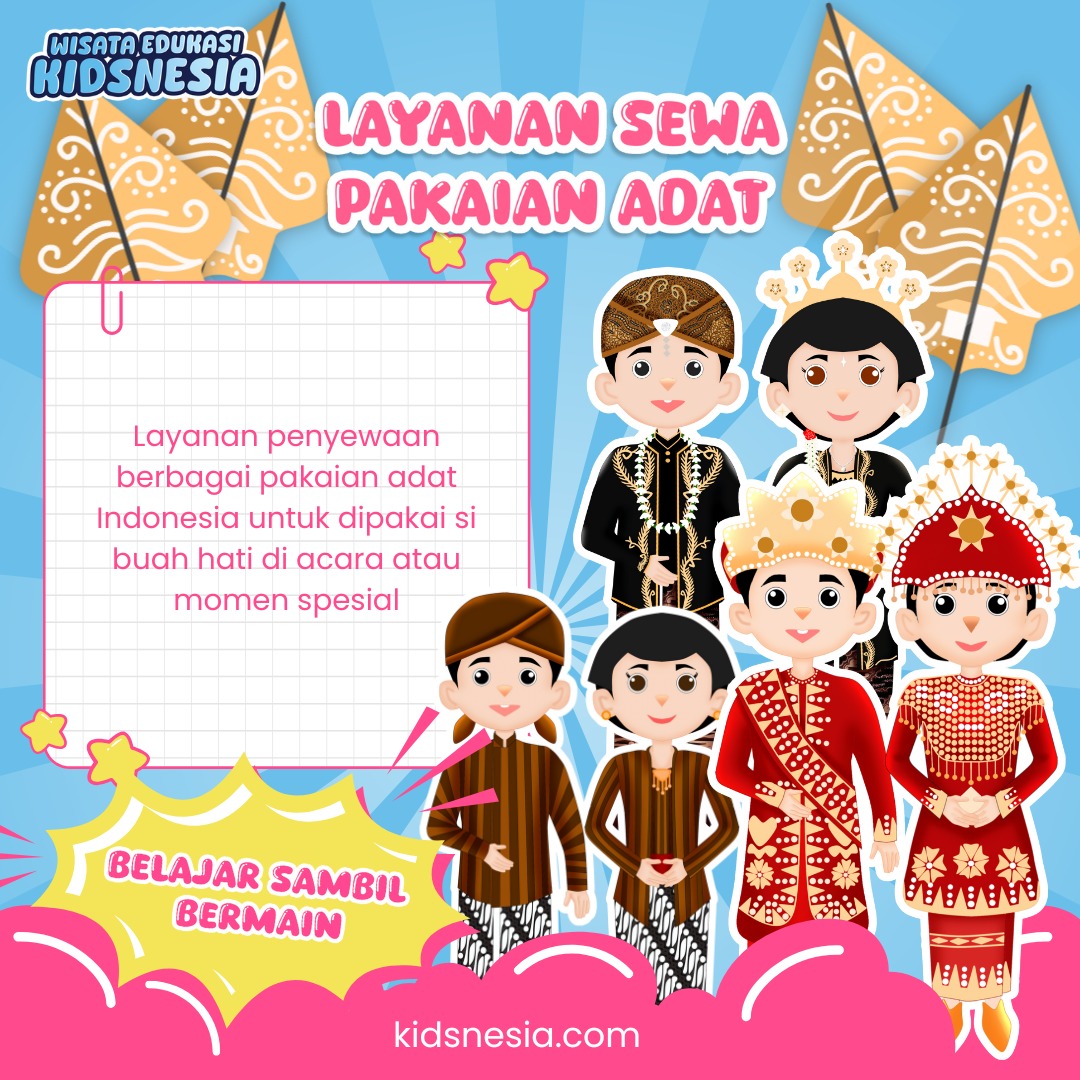 WISATA EDUKASI
KIDSNESIA
LAYANAN SEWA
PAKAIAN ADAT
Layanan penyewaan
berbagai pakaian adat
Indonesia untuk dipakai si
buah hati di acara atau
momen spesial
BELAJAR SAMBIL
BERMAIN
kidsnesia.com